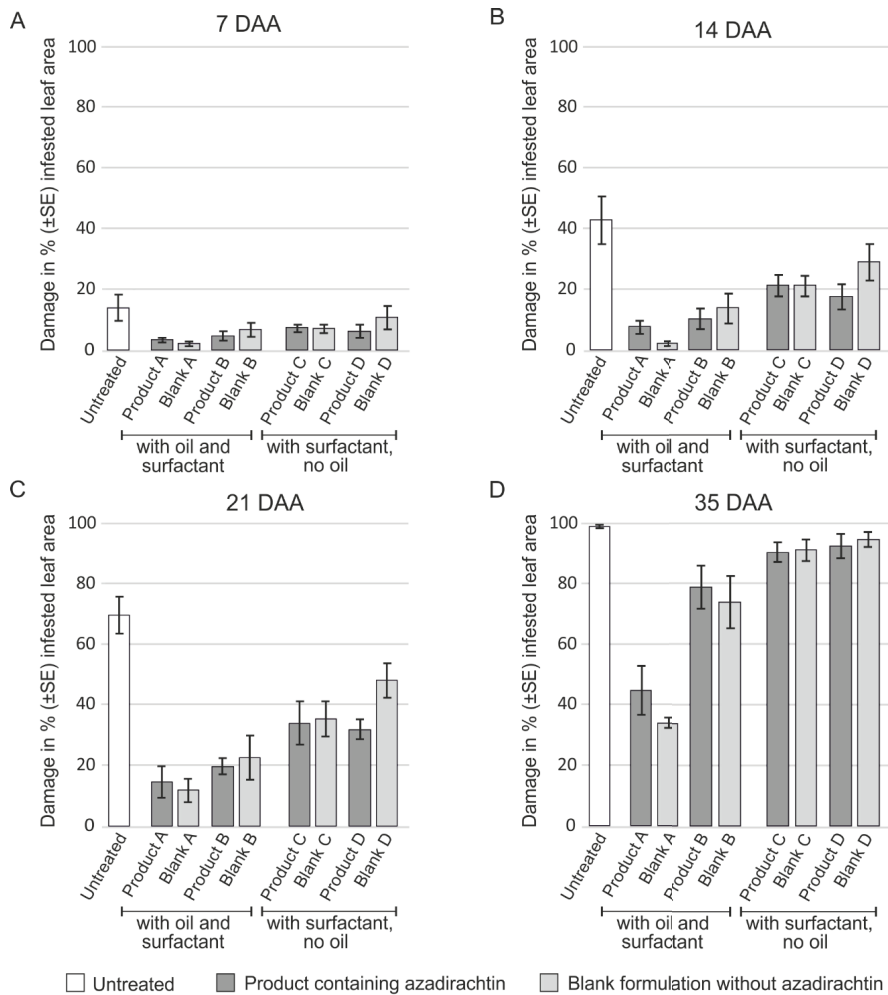 A
7 DAA
Damage in % (±SE) infested leaf area
100
80
60
40
20
0
Untreated
Product A
Blank A
Product B
Blank B
Product C
Blank C
Product D
Blank D
with oil and
surfactant
with surfactant,
no oil
B
14 DAA
Damage in % (±SE) infested leaf area
100
80
60
40
20
0
Untreated
Product A
Blank A
Product B
Blank B
Product C
Blank C
Product D
Blank D
with oil and
surfactant
with surfactant,
no oil
C
21 DAA
Damage in % (±SE) infested leaf area
100
80
60
40
20
0
Untreated
Product A
Blank A
Product B
Blank B
Product C
Blank C
Product D
Blank D
with oil and
surfactant
with surfactant,
no oil
D
35 DAA
Damage in % (±SE) infested leaf area
100
80
60
40
20
0
Untreated
Product A
Blank A
Product B
Blank B
Product C
Blank C
Product D
Blank D
with oil and
surfactant
with surfactant,
no oil
Untreated
Product containing azadirachtin
Blank formulation without azadirachtin